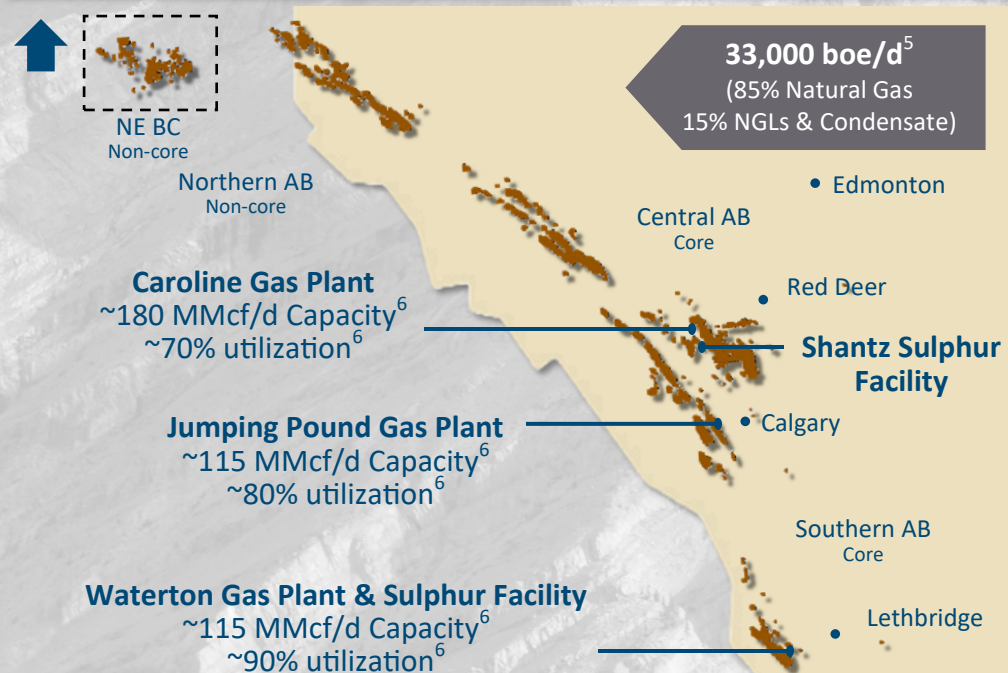 33,000 boe/d5
(85% Natural Gas
15% NGLs & Condensate)
NE BC
Non-core
Northern AB
Non-core
Edmonton
Central AB
Core
Caroline Gas Plant
~180 MMcf/d Capacity6
~70% utilization6
Red Deer
Shantz Sulphur
Facility
Jumping Pound Gas Plant
~115 MMcf/d Capacity6
~80% utilization6
Calgary
Southern AB
Core
Waterton Gas Plant & Sulphur Facility
~115 MMcf/d Capacity6
~90% utilization6
Lethbridge